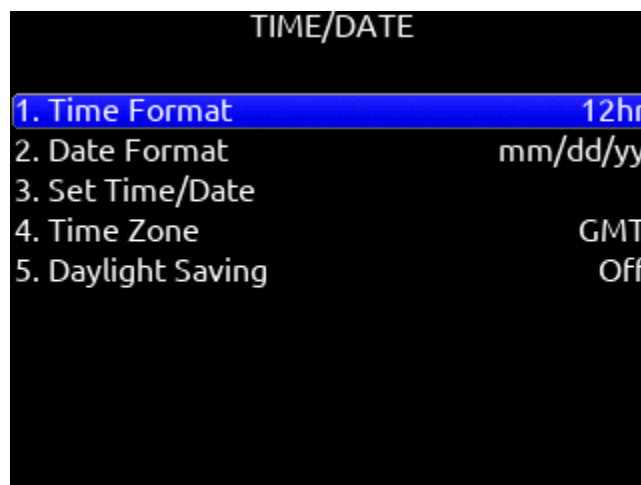 TIME/DATE
1. Time Format 12hr
2. Date Format mm/dd/yy
3. Set Time/Date
4. Time Zone GMT
5. Daylight Saving Off